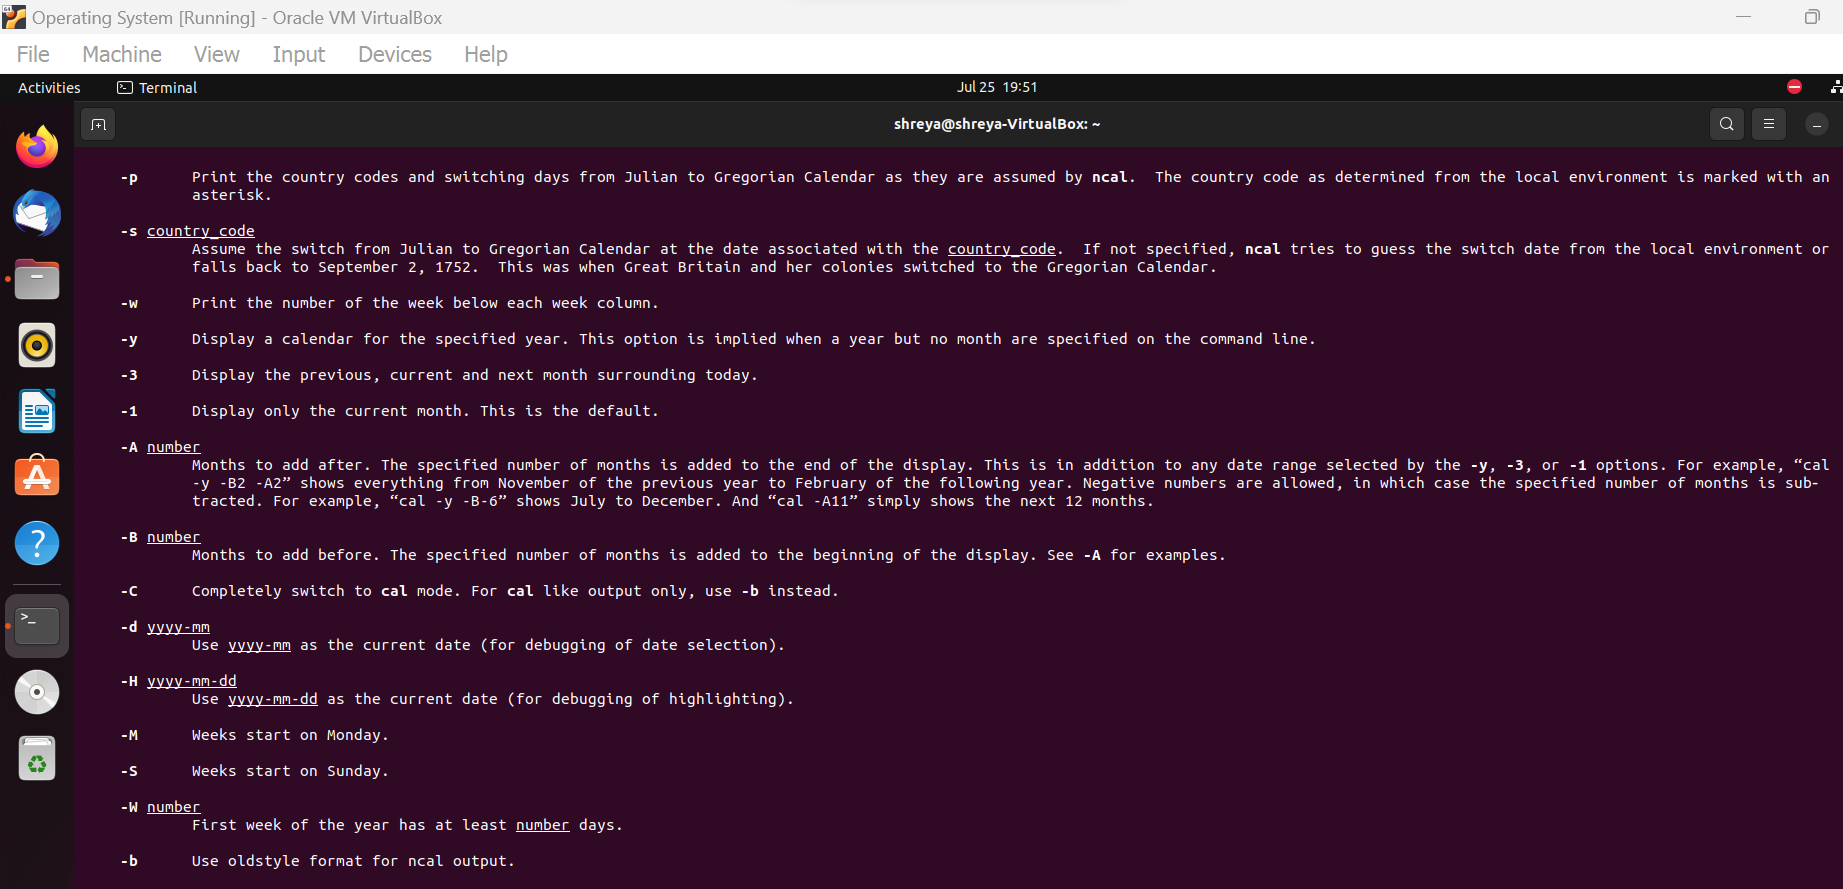 Operating System [Running] - Oracle VM VirtualBox
File Machine View Input Devices Help
Activities Terminal Jul 25 19:51
shreya@shreya-VirtualBox: ~
-p Print the country codes and switching days from Julian to Gregorian Calendar as they are assumed by ncal. The country code as determined from the local environment is marked with an
asterisk.
-s country_code
Assume the switch from Julian to Gregorian Calendar at the date associated with the country_code. If not specified, ncal tries to guess the switch date from the local environment or
falls back to September 2, 1752. This was when Great Britain and her colonies switched to the Gregorian Calendar.
-w Print the number of the week below each week column.
-y Display a calendar for the specified year. This option is implied when a year but no month are specified on the command line.
-3 Display the previous, current and next month surrounding today.
-1 Display only the current month. This is the default.
-A number
Months to add after. The specified number of months is added to the end of the display. This is in addition to any date range selected by the -y, -3, or -1 options. For example, “cal
-y -B2 -A2” shows everything from November of the previous year to February of the following year. Negative numbers are allowed, in which case the specified number of months is sub-
tracted. For example, “cal -y -B-6” shows July to December. And “cal -A11” simply shows the next 12 months.
-B number
Months to add before. The specified number of months is added to the beginning of the display. See -A for examples.
-C Completely switch to cal mode. For cal like output only, use -b instead.
-d yyyy-mm
Use yyyy-mm as the current date (for debugging of date selection).
-H yyyy-mm-dd
Use yyyy-mm-dd as the current date (for debugging of highlighting).
-M Weeks start on Monday.
-S Weeks start on Sunday.
-W number
First week of the year has at least number days.
-b Use oldstyle format for ncal output.